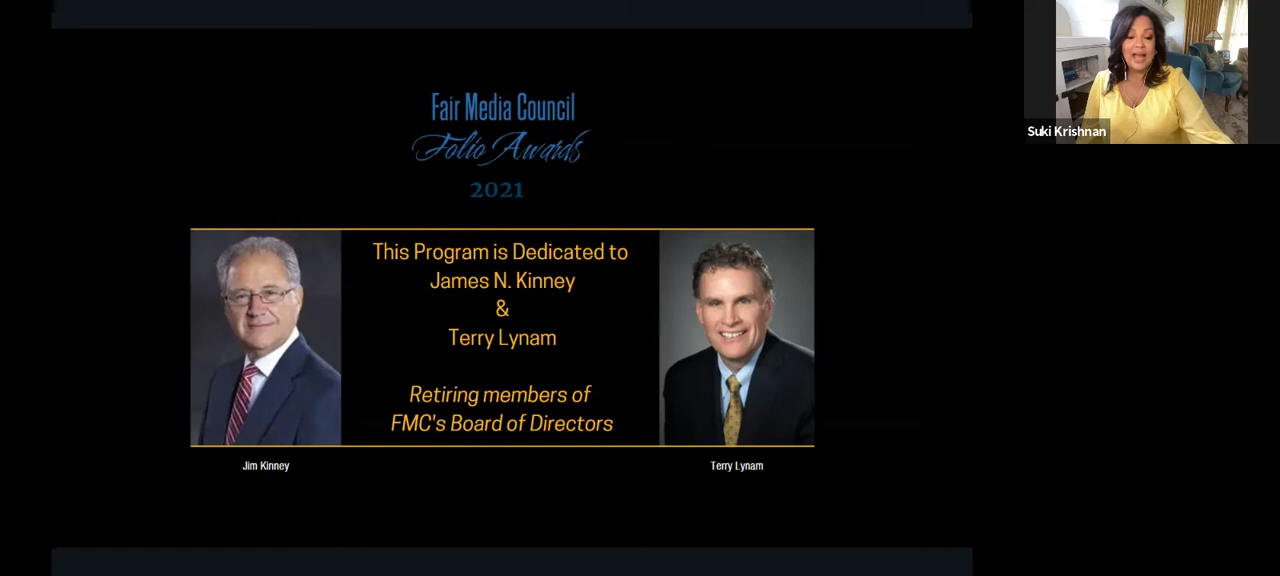 Fair Media Council
Folio Awards
2021
This Program is Dedicated to
James N. Kinney
&
Terry Lynam
Retiring members of
FMC's Board of Directors
Jim Kinney
Terry Lynam
Suki Krishnan